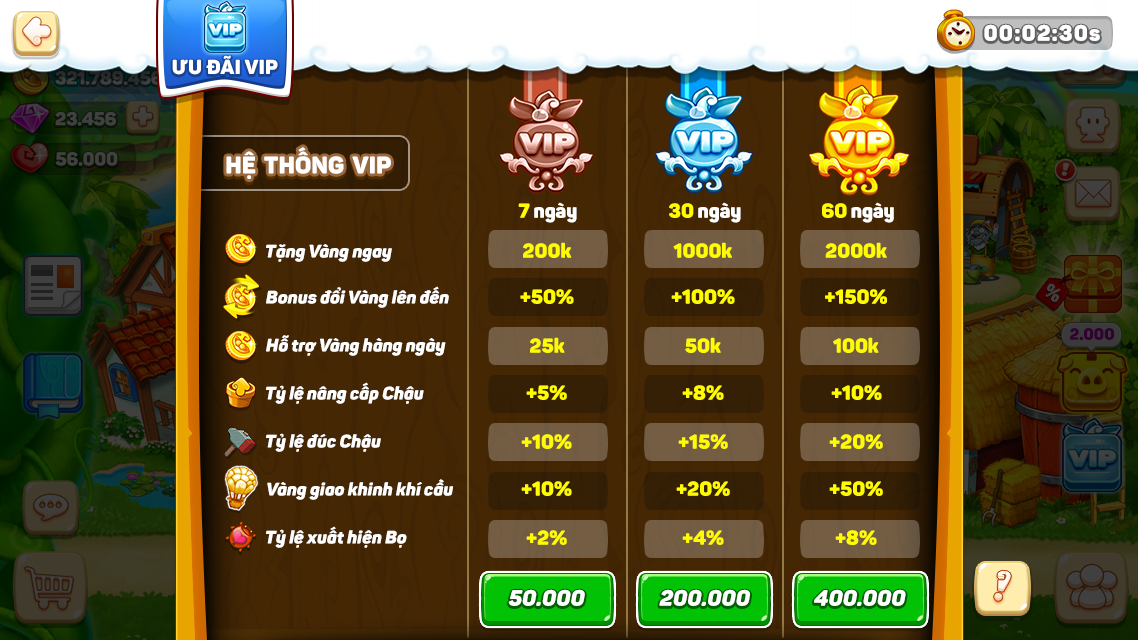 VIP
ƯU ĐÃI VIP
00:02:30s
23.456
56.000
HỆ THỐNG VIP
VIP
VIP
VIP
7 ngày
30 ngày
60 ngày
Tặng Vàng ngay
200k
1000k
2000k
Bonus đổi Vàng lên đến
+50%
+100%
+150%
Hỗ trợ Vàng hàng ngày
25k
50k
100k
Tỷ lệ nâng cấp Chậu
+5%
+8%
+10%
Tỷ lệ đúc Chậu
+10%
+15%
+20%
Vàng giao khinh khí cầu
+10%
+20%
+50%
Tỷ lệ xuất hiện Bọ
+2%
+4%
+8%
50.000
200.000
400.000
%
2.000
VIP